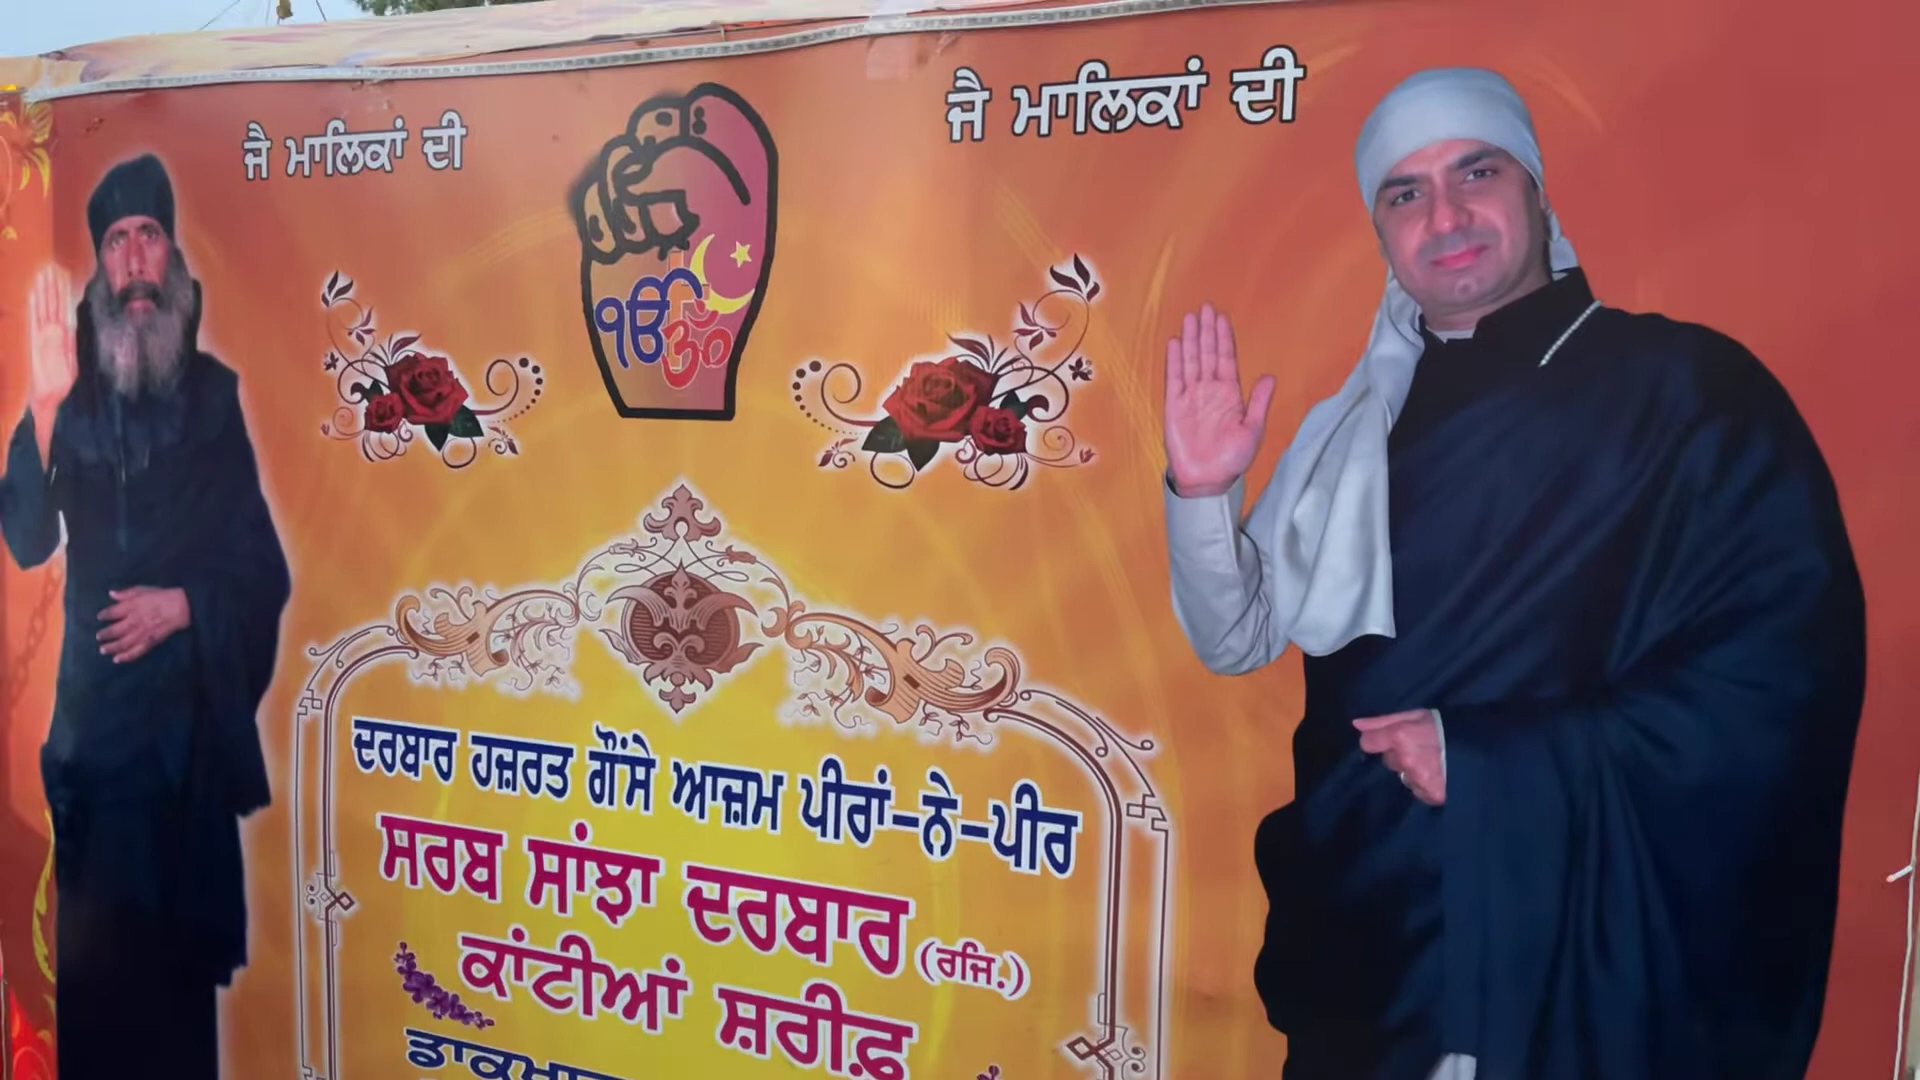 ਜੈ ਮਾਲਿਕਾਂ ਦੀ
ਜੈ ਮਾਲਿਕਾਂ ਦੀ
ੴ ॐ
ਦਰਬਾਰ ਹਜ਼ਰਤ ਗੌਂਸੇ ਆਜ਼ਮ ਪੀਰਾਂ-ਨੇ-ਪੀਰ
ਸਰਬ ਸਾਂਝਾ ਦਰਬਾਰ (ਰਜਿ.)
ਕਾਂਟੀਆਂ ਸ਼ਰੀਫ਼